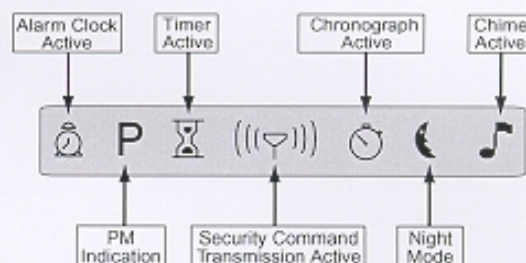 Alarm Clock
Active
Timer
Active
Chronograph
Active
Chime
Active
P
PM
Indication
Security Command
Transmission Active
Night
Mode